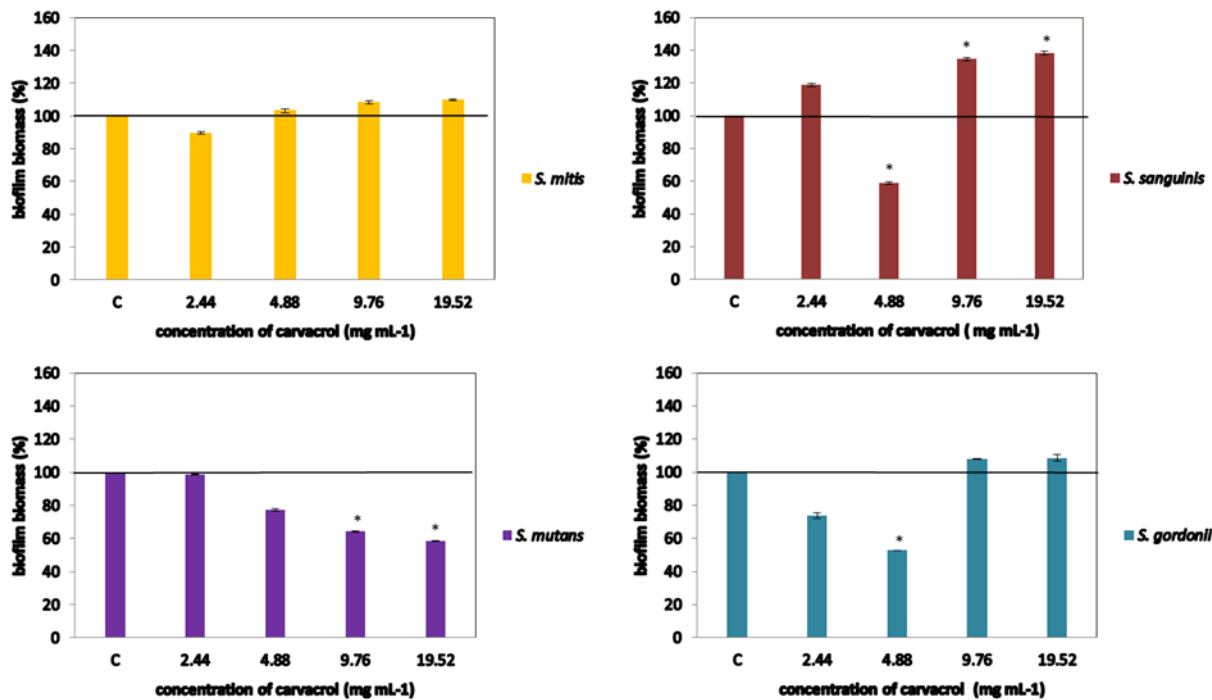 160
140
120
100
80
60
40
20
0
biofilm biomass (%)
C 2.44 4.88 9.76 19.52
concentration of carvacrol (mg mL-1)
S. mitis
160
140
120
100
80
60
40
20
0
biofilm biomass (%)
* * *
C 2.44 4.88 9.76 19.52
concentration of carvacrol ( mg mL-1)
S. sanguinis
160
140
120
100
80
60
40
20
0
biofilm biomass (%)
* *
C 2.44 4.88 9.76 19.52
concentration of carvacrol (mg mL-1)
S. mutans
160
140
120
100
80
60
40
20
0
biofilm biomass (%)
*
C 2.44 4.88 9.76 19.52
concentration of carvacrol (mg mL-1)
S. gordonii